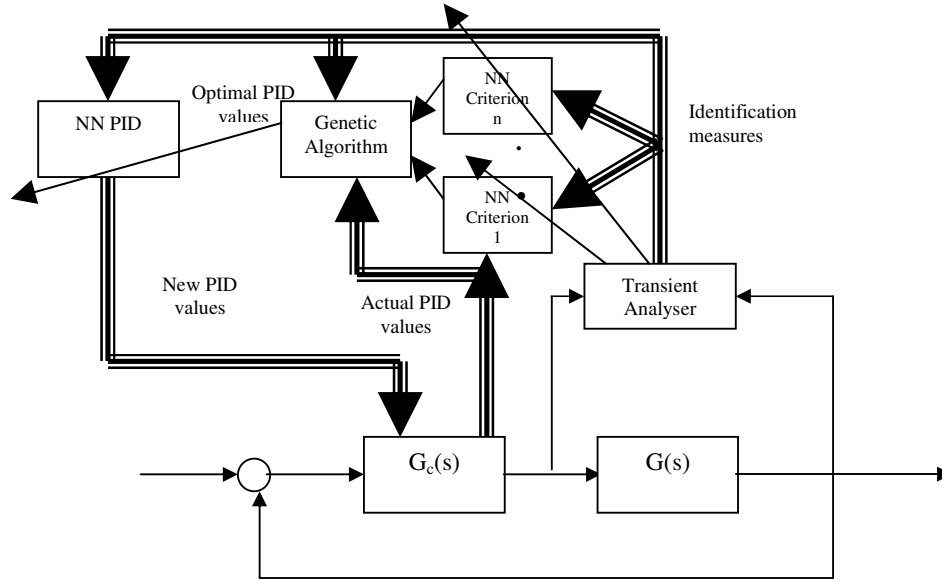 NN PID
Optimal PID
values
Genetic
Algorithm
NN
Criterion
n
NN
Criterion
1
Identification
measures
New PID
values
Actual PID
values
Transient
Analyser
Gc(s)
G(s)